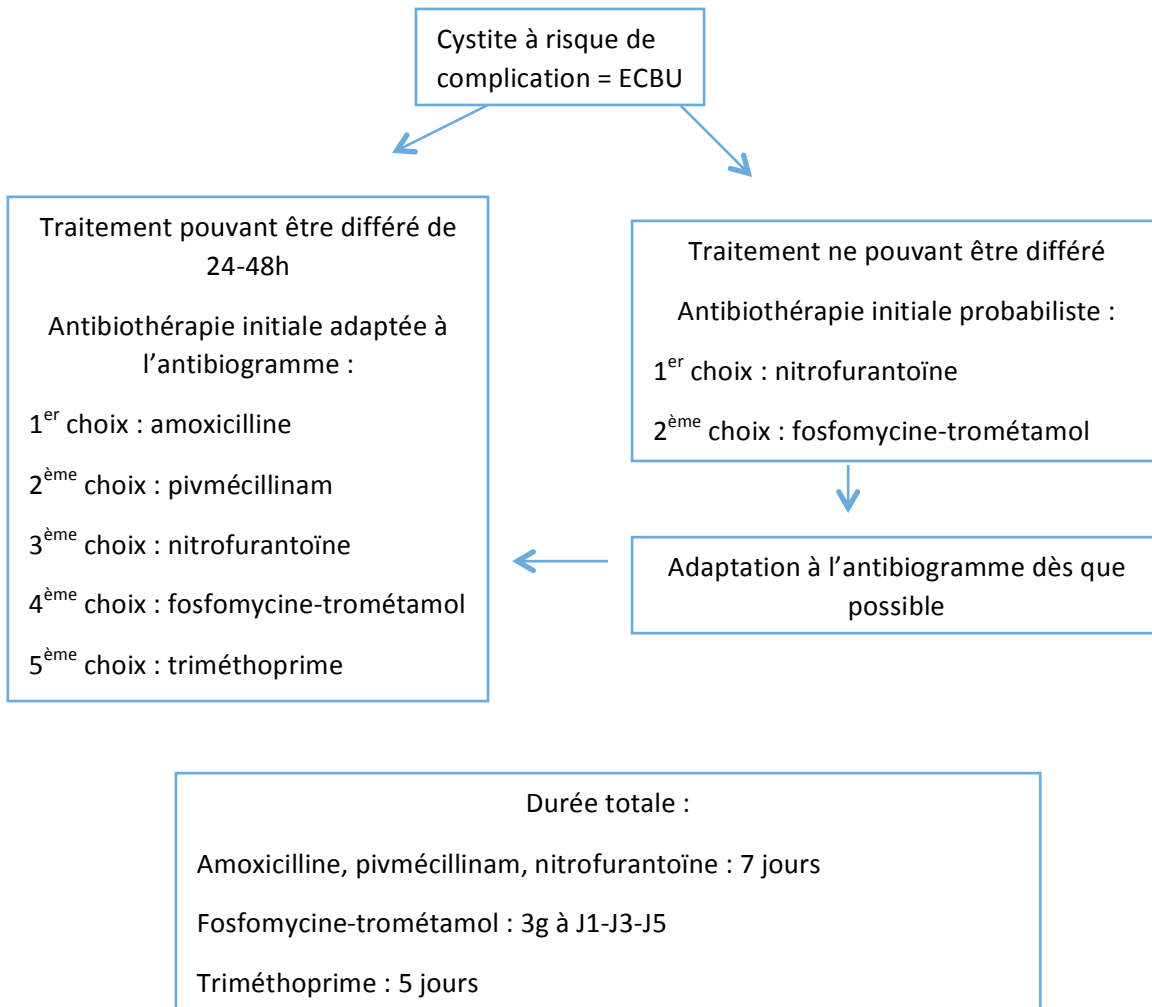 Cystite à risque de
complication = ECBU
Traitement pouvant être différé de
24-48h
Antibiothérapie initiale adaptée à
l’antibiogramme :
1er choix : amoxicilline
2ème choix : pivmécillinam
3ème choix : nitrofurantoïne
4ème choix : fosfomycine-trométamol
5ème choix : triméthoprime
Traitement ne pouvant être différé
Antibiothérapie initiale probabiliste :
1er choix : nitrofurantoïne
2ème choix : fosfomycine-trométamol
Adaptation à l’antibiogramme dès que
possible
Durée totale :
Amoxicilline, pivmécillinam, nitrofurantoïne : 7 jours
Fosfomycine-trométamol : 3g à J1-J3-J5
Triméthoprime : 5 jours